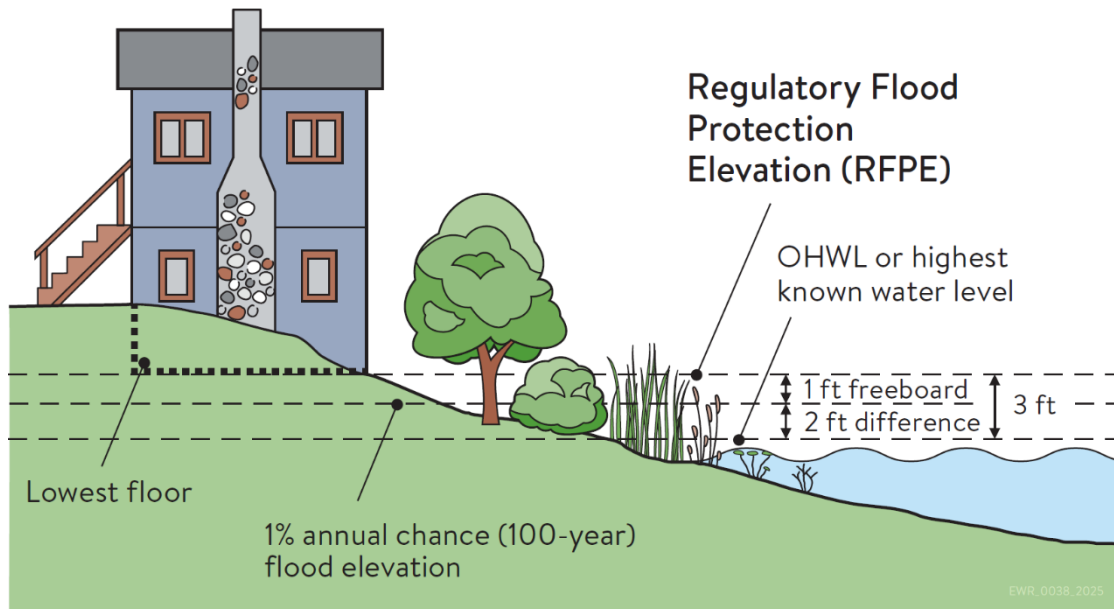 Regulatory Flood
Protection
Elevation (RFPE)
OHWL or highest
known water level
1 ft freeboard
2 ft difference
3 ft
Lowest floor
1% annual chance (100-year)
flood elevation
EWR_0038_2025